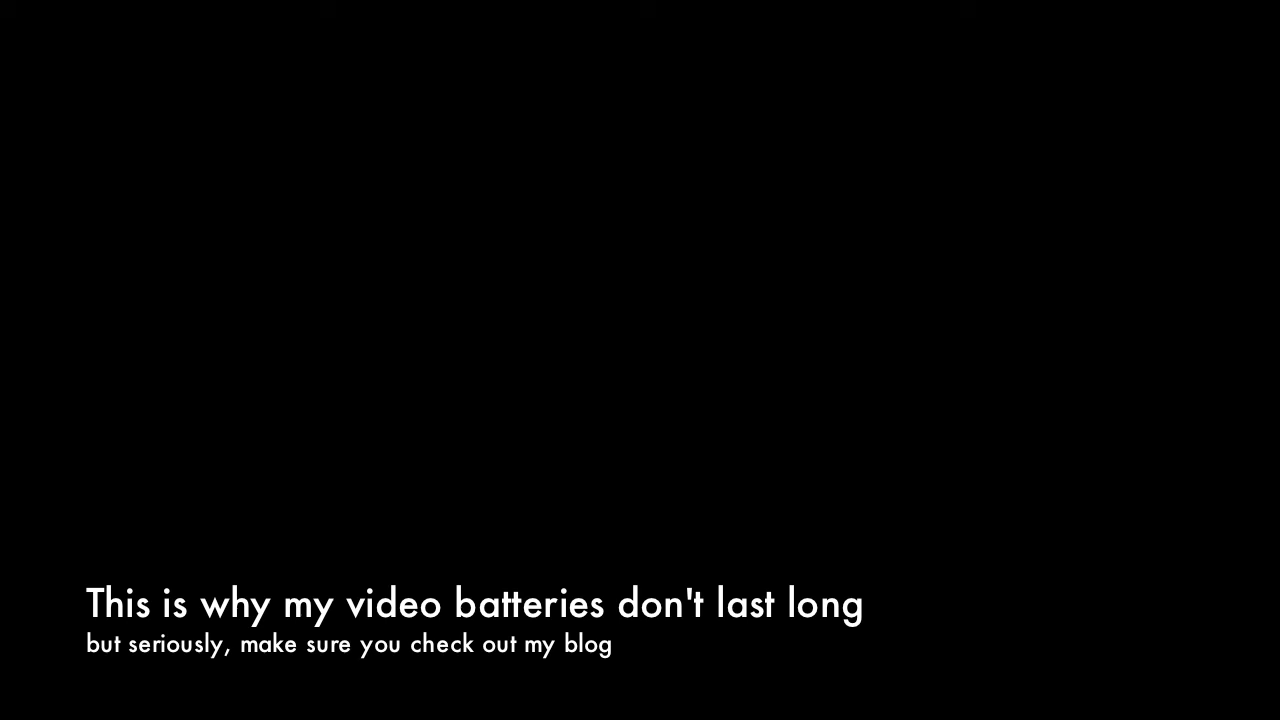 This is why my video batteries don't last long
but seriously, make sure you check out my blog